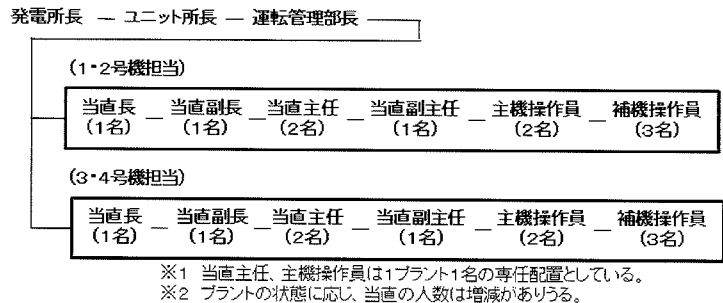 発電所長 ― ユニット所長 ― 運転管理部長
(1・2号機担当)
当直長 ― 当直副長 ― 当直主任 ― 当直副主任 ― 主機操作員 ― 補機操作員
(1名) (1名) (2名) (1名) (2名) (3名)
(3・4号機担当)
当直長 ― 当直副長 ― 当直主任 ― 当直副主任 ― 主機操作員 ― 補機操作員
(1名) (1名) (2名) (1名) (2名) (3名)
※1 当直主任、主機操作員は1プラント1名の専任配置としている。
※2 プラントの状態に応じ、当直の人数は増減がありうる。